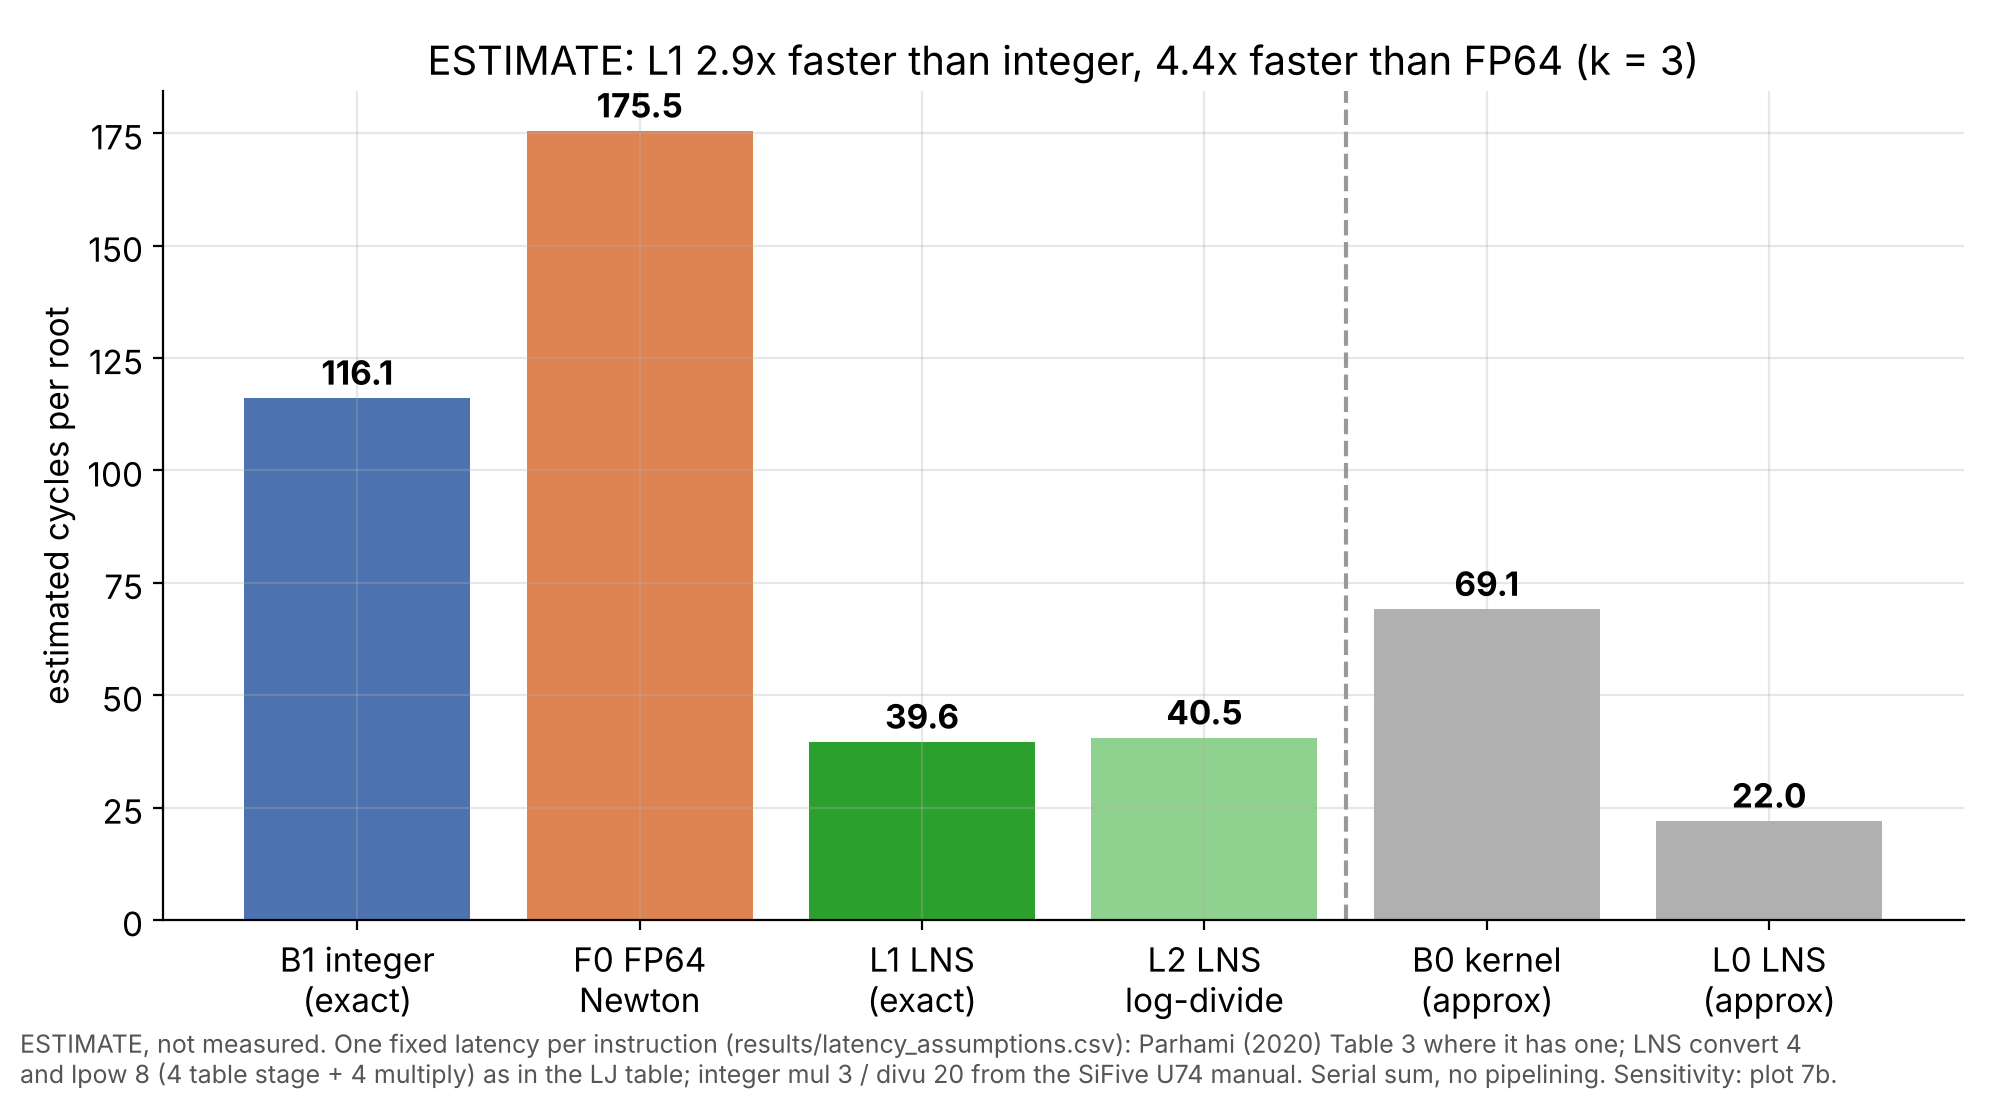 ESTIMATE: L1 2.9x faster than integer, 4.4x faster than FP64 (k = 3)
estimated cycles per root
175
150
125
100
75
50
25
0
116.1
175.5
39.6
40.5
69.1
22.0
B1 integer
(exact)
F0 FP64
Newton
L1 LNS
(exact)
L2 LNS
log-divide
B0 kernel
(approx)
L0 LNS
(approx)
ESTIMATE, not measured. One fixed latency per instruction (results/latency_assumptions.csv): Parhami (2020) Table 3 where it has one; LNS convert 4
and lpow 8 (4 table stage + 4 multiply) as in the LJ table; integer mul 3 / divu 20 from the SiFive U74 manual. Serial sum, no pipelining. Sensitivity: plot 7b.